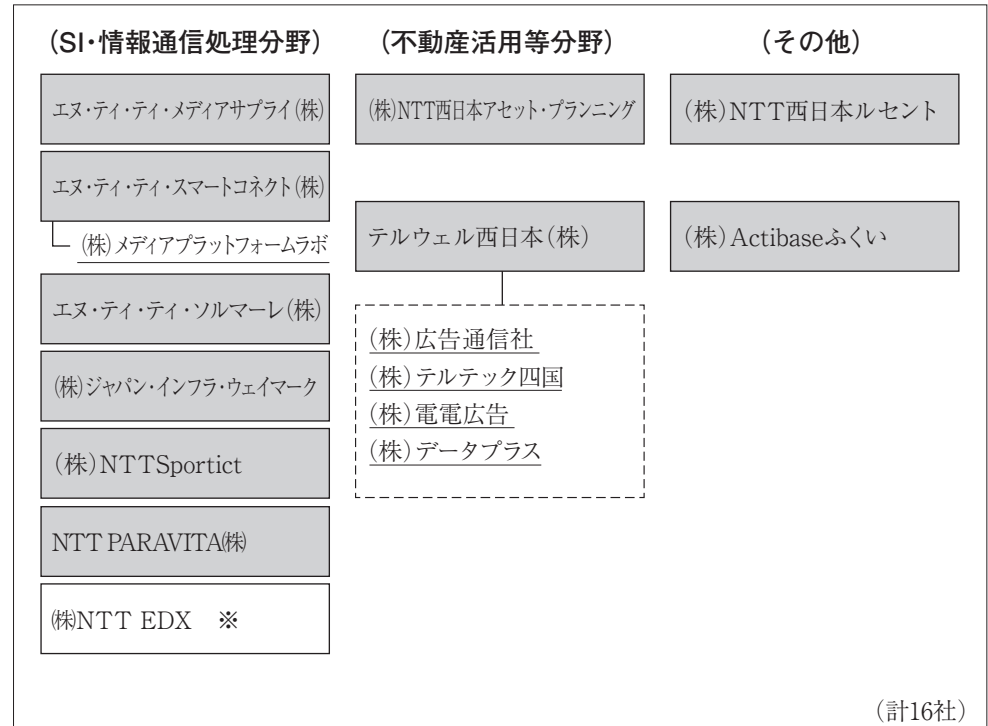 （SI・情報通信処理分野）
エヌ・ティ・ティ・メディアサプライ（株）
エヌ・ティ・ティ・スマートコネクト（株）
（株）メディアプラットフォームラボ
エヌ・ティ・ティ・ソルマーレ（株）
（株）ジャパン・インフラ・ウェイマーク
（株）NTTSportict
NTT PARAVITA㈱
㈱NTT EDX ※
（不動産活用等分野）
（株）NTT西日本アセット・プランニング
テルウェル西日本（株）
（株）広告通信社
（株）テルテック四国
（株）電電広告
（株）データプラス
（その他）
（株）NTT西日本ルセント
（株）Actibaseふくい
（計16社）